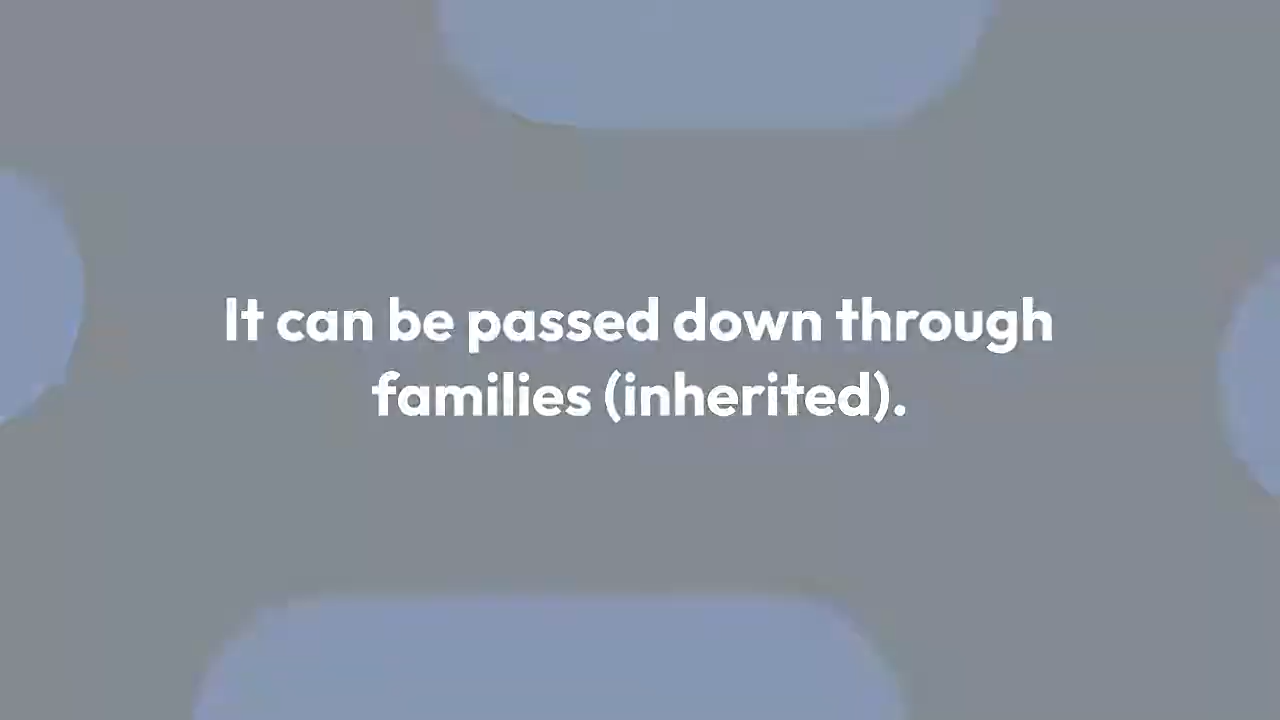 It can be passed down through
families (inherited).